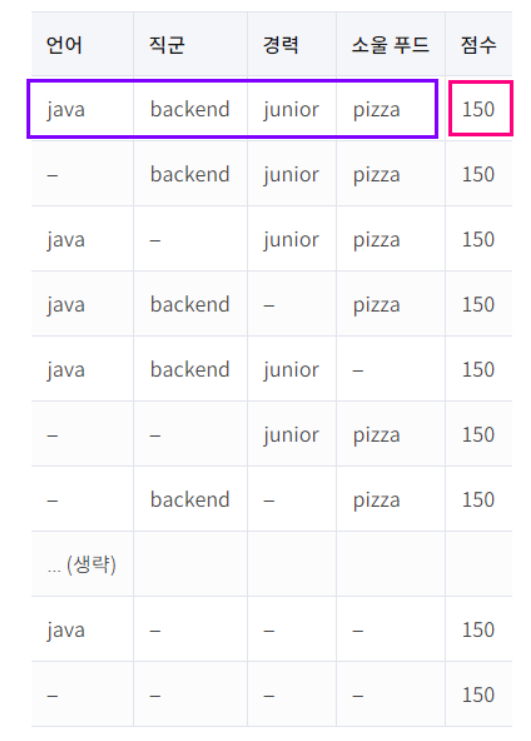 언어 직군 경력 소울 푸드 점수
java backend junior pizza 150
– backend junior pizza 150
java – junior pizza 150
java backend – pizza 150
java backend junior – 150
– – junior pizza 150
– backend – pizza 150
... (생략)
java – – – 150
– – – – 150